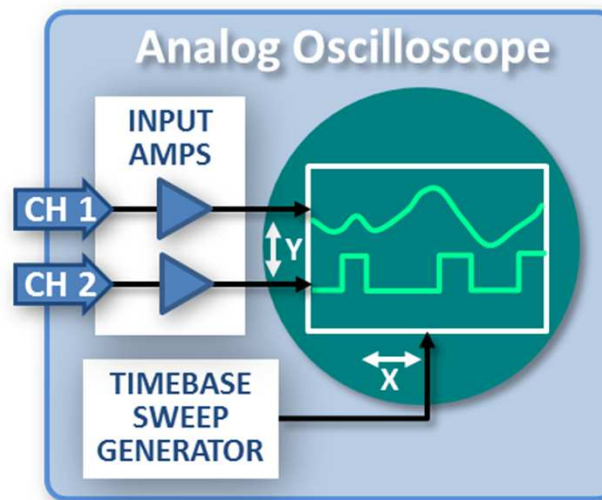 Analog Oscilloscope
INPUT
AMPS
CH 1
Y
CH 2
X
TIMEBASE
SWEEP
GENERATOR